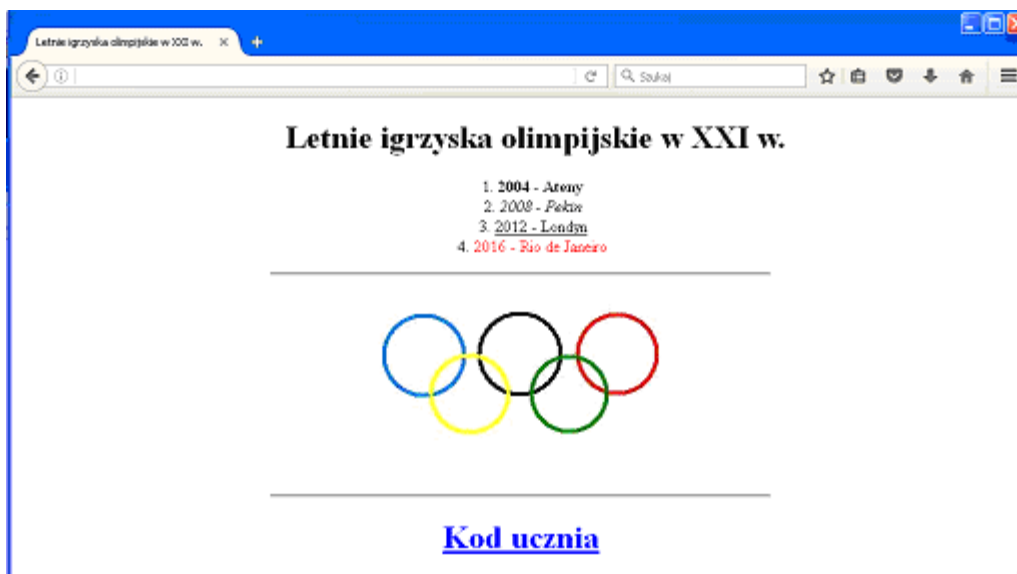 Letnie igrzyska olimpijskie w XXI w.
Szukaj
Letnie igrzyska olimpijskie w XXI w.
1. 2004 - Ateny
2. 2008 - Pekin
3. 2012 - Londyn
4. 2016 - Rio de Janeiro
Kod ucznia